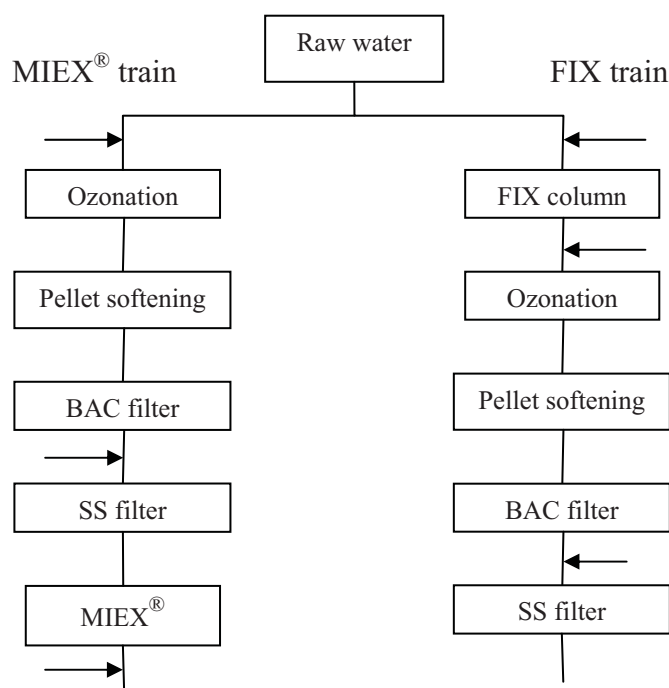 Raw water
MIEX® train
FIX train
Ozonation
Pellet softening
BAC filter
SS filter
MIEX®
FIX column
Ozonation
Pellet softening
BAC filter
SS filter